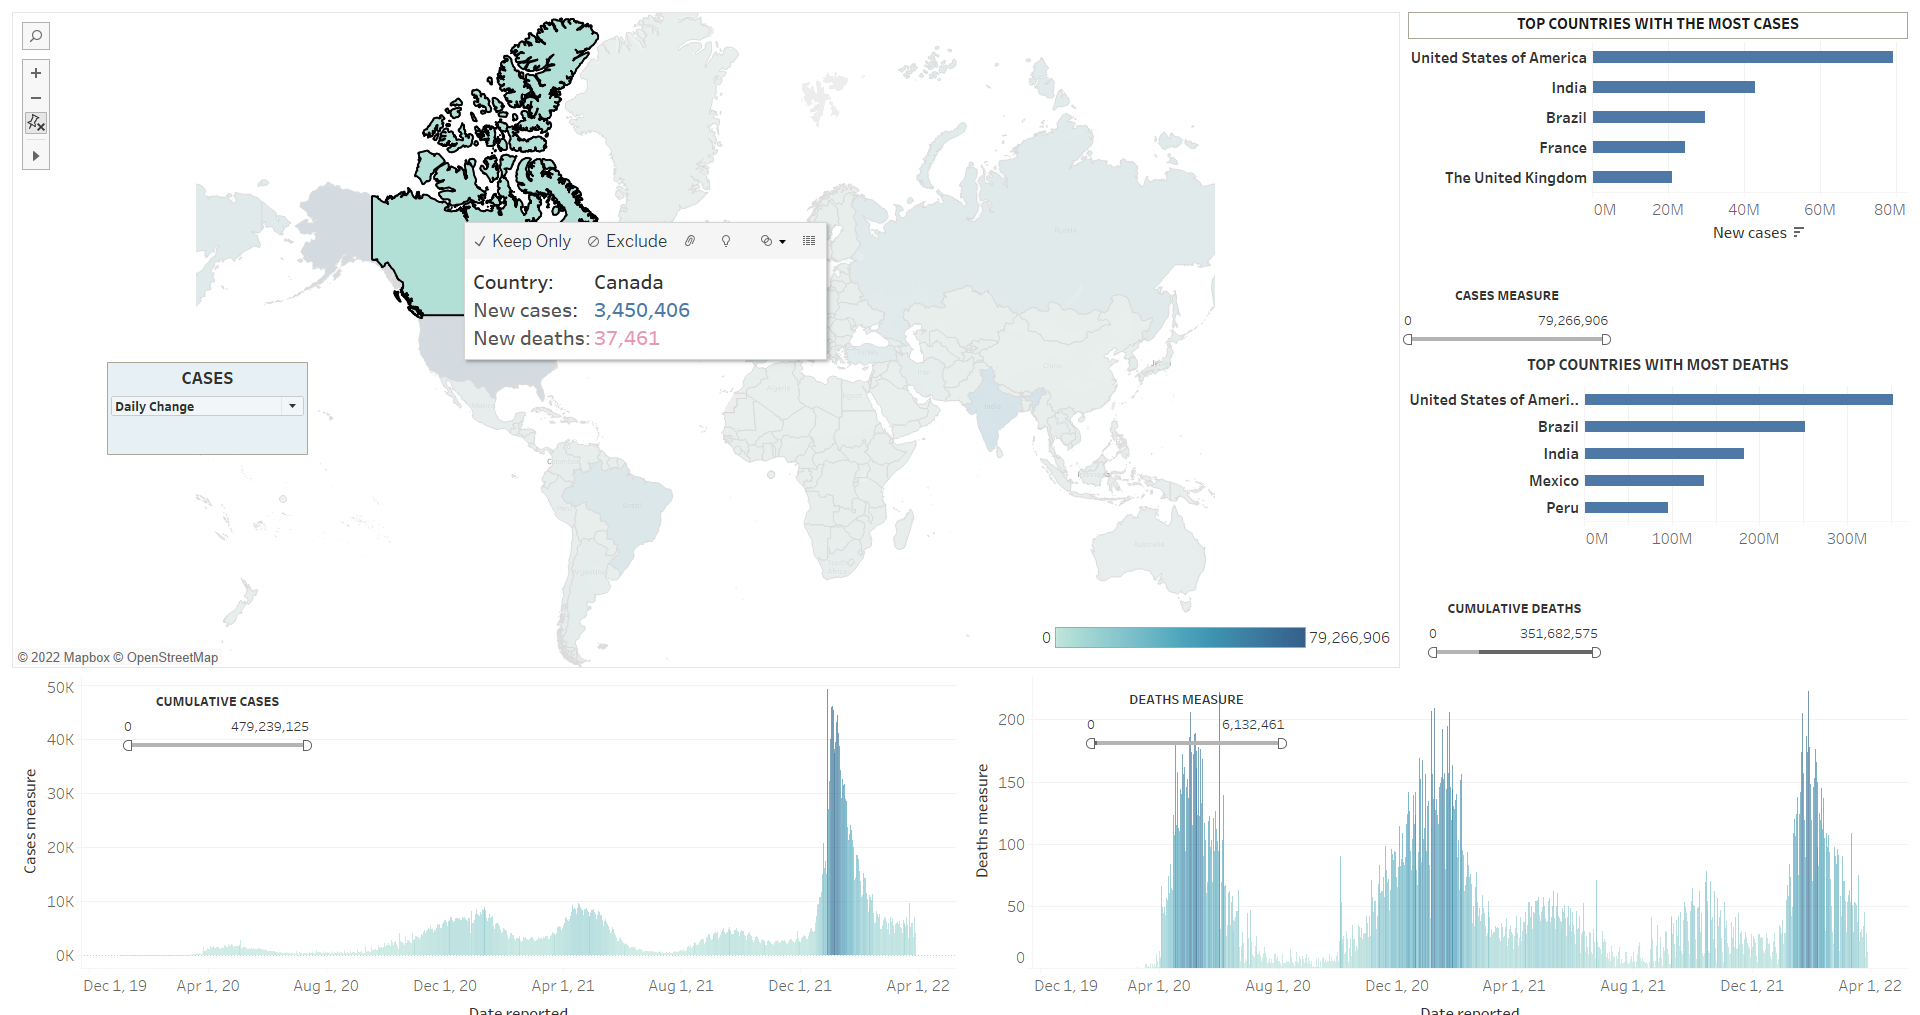 TOP COUNTRIES WITH THE MOST CASES
United States of America
India
Brazil
France
The United Kingdom
0M 20M 40M 60M 80M
New cases
Keep Only Exclude
Country: Canada
New cases: 3,450,406
New deaths: 37,461
CASES
Daily Change
CASES MEASURE
0 79,266,906
TOP COUNTRIES WITH MOST DEATHS
United States of Ameri..
Brazil
India
Mexico
Peru
0M 100M 200M 300M
CUMULATIVE DEATHS
0 351,682,575
0 79,266,906
© 2022 Mapbox © OpenStreetMap
CUMULATIVE CASES
0 479,239,125
Cases measure
50K
40K
30K
20K
10K
0K
Dec 1, 19 Apr 1, 20 Aug 1, 20 Dec 1, 20 Apr 1, 21 Aug 1, 21 Dec 1, 21 Apr 1, 22
Date reported
DEATHS MEASURE
0 6,132,461
Deaths measure
200
150
100
50
0
Dec 1, 19 Apr 1, 20 Aug 1, 20 Dec 1, 20 Apr 1, 21 Aug 1, 21 Dec 1, 21 Apr 1, 22
Date reported